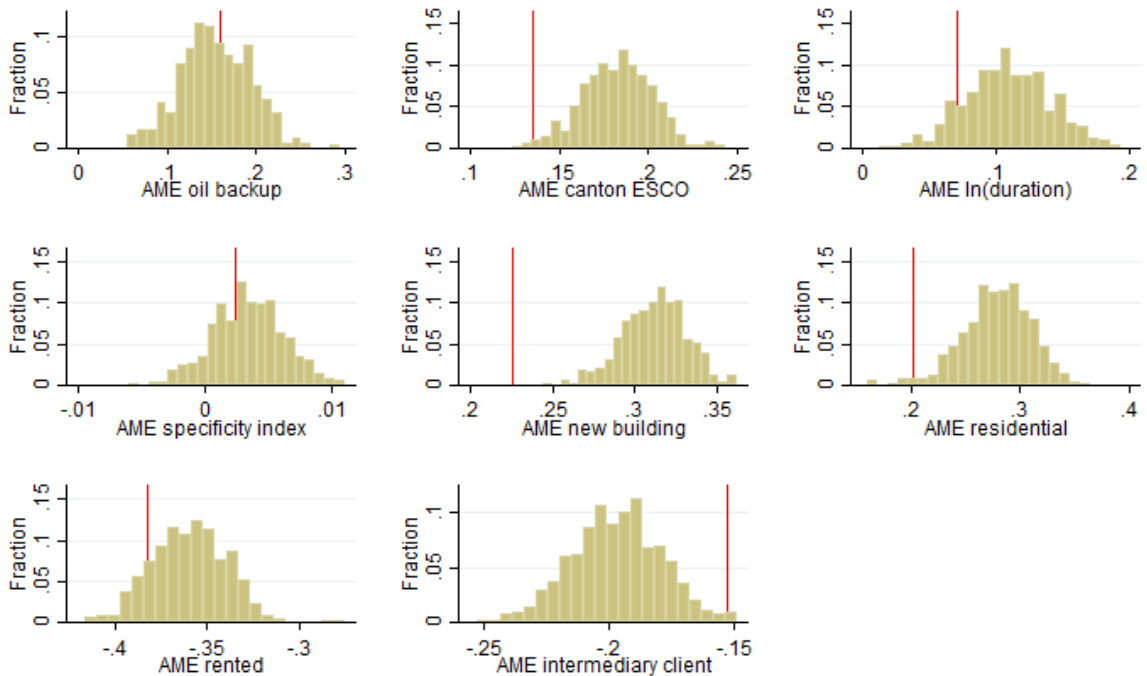 Fraction
0 .05 .1
0 .1 .2 .3
AME oil backup
Fraction
0 .05 .1 .15
.1 .15 .2 .25
AME canton ESCO
Fraction
0 .05 .1 .15
0 .1 .2
AME ln(duration)
Fraction
0 .05 .1 .15
-.01 0 .01
AME specificity index
Fraction
0 .05 .1 .15
.2 .25 .3 .35
AME new building
Fraction
0 .05 .1 .15
.2 .3 .4
AME residential
Fraction
0 .05 .1 .15
-.4 -.35 -.3
AME rented
Fraction
0 .05 .1
-.25 -.2 -.15
AME intermediary client